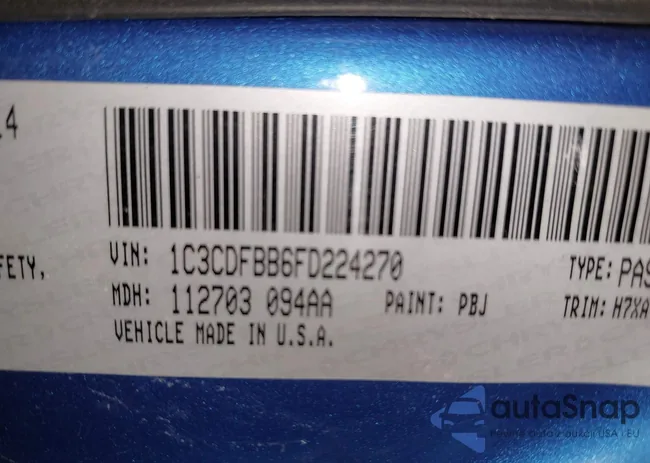 .4
FETY,
VIN: 1C3CDFBB6FD224270
TYPE: PAS
MDH: 112703 094AA
PAINT: PBJ
TRIM: H7XA
VEHICLE MADE IN U.S.A.
autoSnap